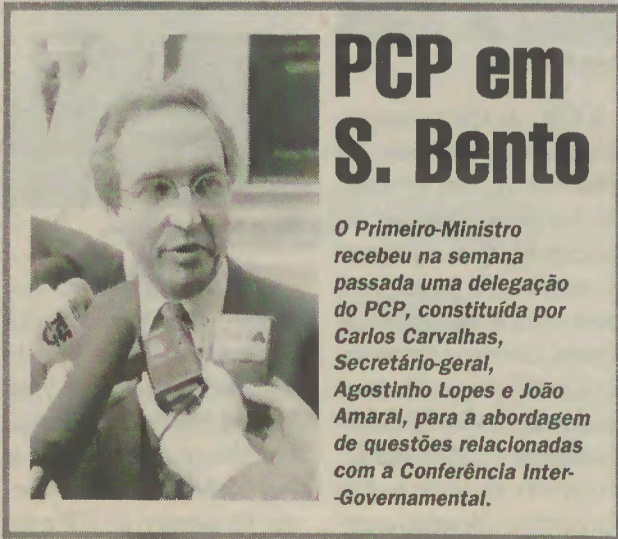 PCP em
S. Bento
O Primeiro-Ministro
recebeu na semana
passada uma delegação
do PCP, constituída por
Carlos Carvalhas,
Secretário-geral,
Agostinho Lopes e João
Amaral, para a abordagem
de questões relacionadas
com a Conferência Inter-
-Governamental.